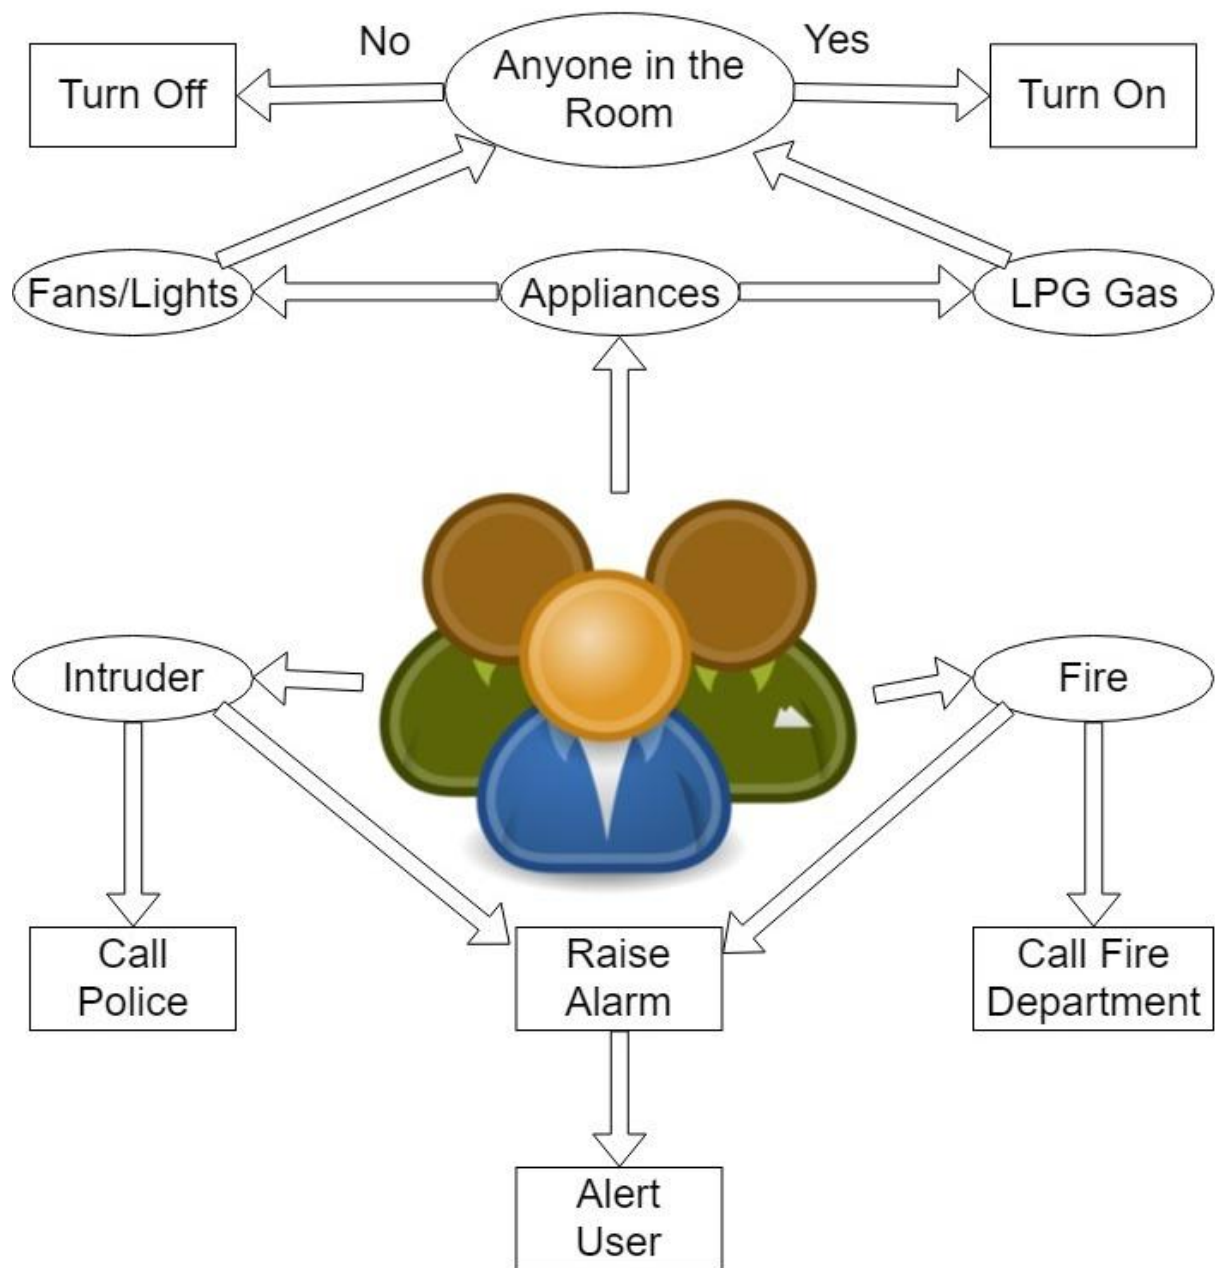 No
Yes
Anyone in the
Room
Turn Off
Turn On
Fans/Lights
Appliances
LPG Gas
Intruder
Fire
Call
Police
Raise
Alarm
Call Fire
Department
Alert
User